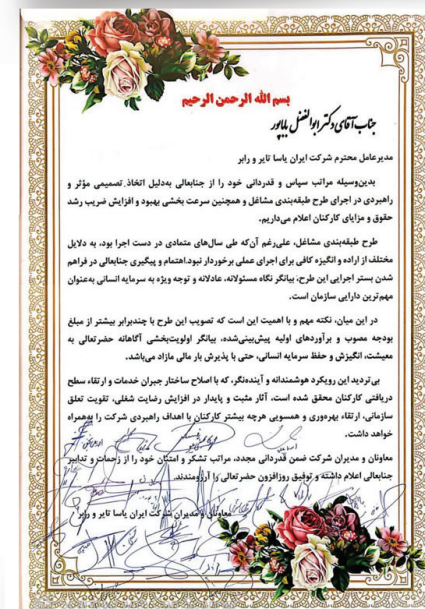 بسم الله الرحمن الرحیم
جناب آقای دکتر ابوالفضل باباپور
مدیرعامل محترم شرکت ایران یاسا تایر و رابر
بدین‌وسیله مراتب سپاس و قدردانی خود را از جنابعالی به‌دلیل اتخاذ تصمیمی مؤثر و
راهبردی در اجرای طرح طبقه‌بندی مشاغل و همچنین سرعت بخشی بهبود و افزایش ضریب رشد
حقوق و مزایای کارکنان اعلام می‌داریم.
طرح طبقه‌بندی مشاغل، علی‌رغم آن‌که طی سال‌های متمادی در دست اجرا بود، به دلایل
مختلف از اراده و انگیزه کافی برای اجرای عملی برخوردار نبود.اهتمام و پیگیری جنابعالی در فراهم
شدن بستر اجرایی این طرح، بیانگر نگاه مسئولانه، عادلانه و توجه ویژه به سرمایه انسانی به‌عنوان
مهم‌ترین دارایی سازمان است.
در این میان، نکته مهم و با اهمیت این است که تصویب این طرح با چندبرابر بیشتر از مبلغ
بودجه مصوب و برآوردهای اولیه پیش‌بینی‌شده، بیانگر اولویت‌بخشی آگاهانه حضرتعالی به
معیشت، انگیزش و حفظ سرمایه انسانی، حتی با پذیرش بار مالی مازاد می‌باشد.
بی‌تردید این رویکرد هوشمندانه و آینده‌نگر، که با اصلاح ساختار جبران خدمات و ارتقاء سطح
دریافتی کارکنان محقق شده است، آثار مثبت و پایدار در افزایش رضایت شغلی، تقویت تعلق
سازمانی، ارتقاء بهره‌وری و همسویی هرچه بیشتر کارکنان با اهداف راهبردی شرکت را به‌همراه
خواهد داشت.
معاونان و مدیران شرکت ضمن قدردانی مجدد، مراتب تشکر و امتنان خود را از زحمات و تدابیر
جنابعالی اعلام داشته و توفیق روزافزون حضرتعالی را آرزومندند.
معاونان و مدیران شرکت ایران یاسا تایر و رابر